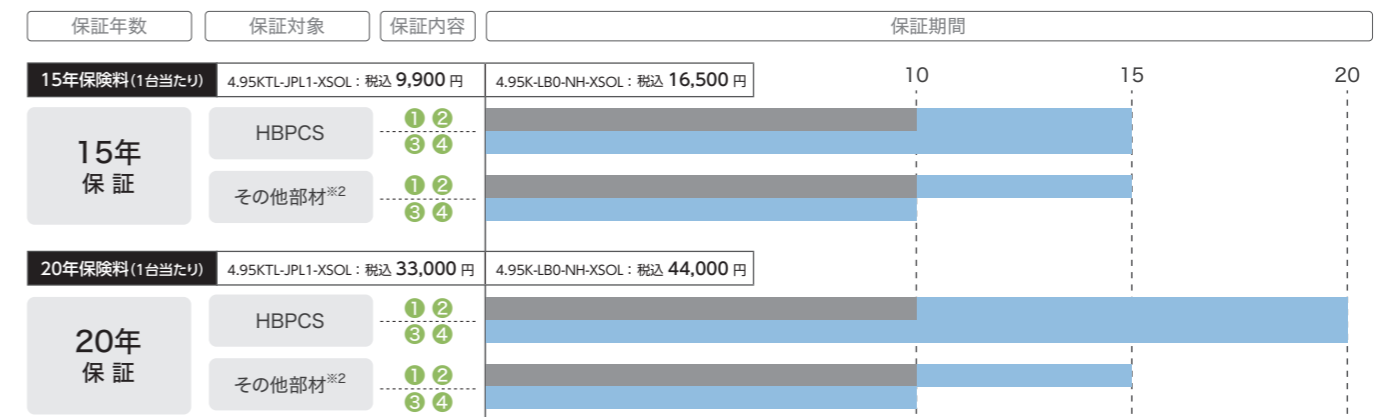 保証年数 保証対象 保証内容 保証期間
15年保険料(1台当たり) 4.95KTL-JPL1-XSOL：税込 9,900 円 4.95K-LB0-NH-XSOL：税込 16,500 円 10 15 20
15年
保 証
HBPCS
❶ ❷
❸ ❹
その他部材※2
❶ ❷
❸ ❹
20年保険料(1台当たり) 4.95KTL-JPL1-XSOL：税込 33,000 円 4.95K-LB0-NH-XSOL：税込 44,000 円
20年
保 証
HBPCS
❶ ❷
❸ ❹
その他部材※2
❶ ❷
❸ ❹